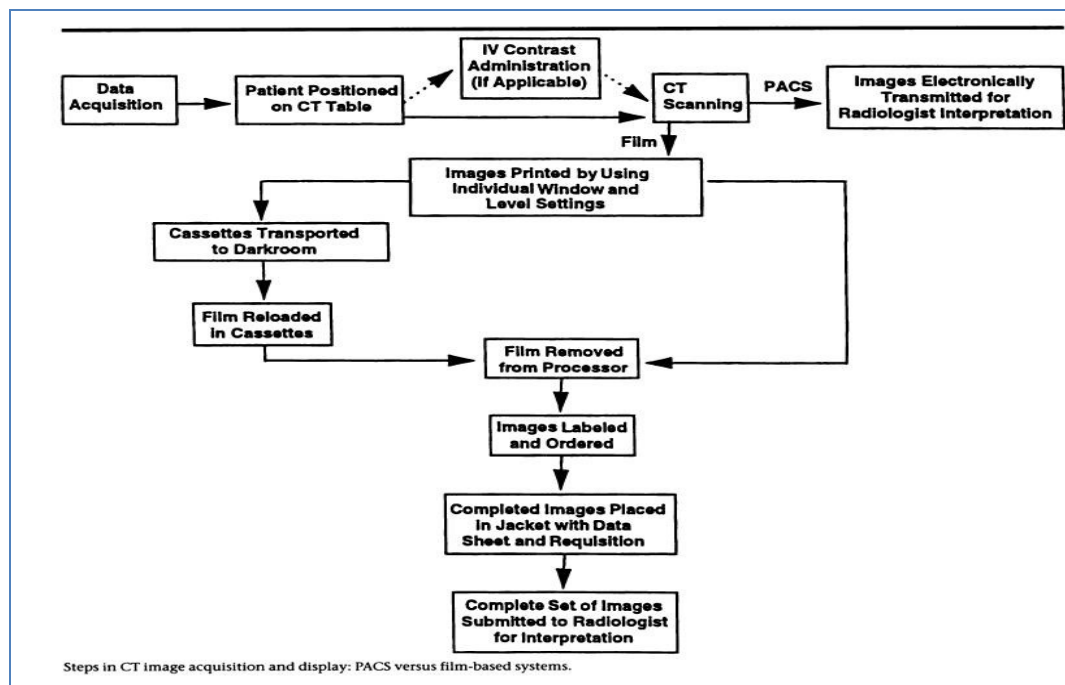 Data
Acquisition
Patient Positioned
on CT Table
IV Contrast
Administration
(If Applicable)
CT
Scanning
PACS
Images Electronically
Transmitted for
Radiologist Interpretation
Film
Images Printed by Using
Individual Window and
Level Settings
Cassettes Transported
to Darkroom
Film Reloaded
in Cassettes
Film Removed
from Processor
Images Labeled
and Ordered
Completed Images Placed
in Jacket with Data
Sheet and Requisition
Complete Set of Images
Submitted to Radiologist
for Interpretation
Steps in CT image acquisition and display: PACS versus film-based systems.